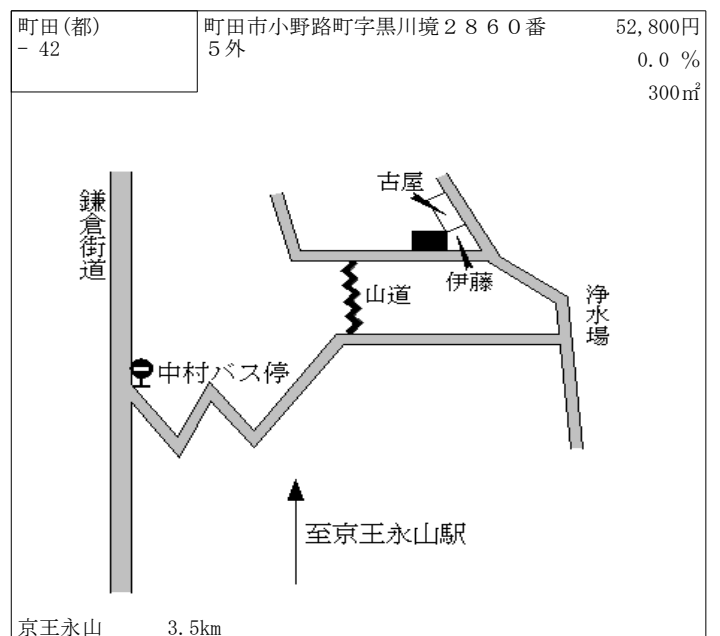 町田(都)
- 42
町田市小野路町字黒川境２８６０番
５外
52,800円
0.0 %
300㎡
鎌倉街道
古屋
伊藤
山道
浄水場
中村バス停
至京王永山駅
京王永山 3.5km